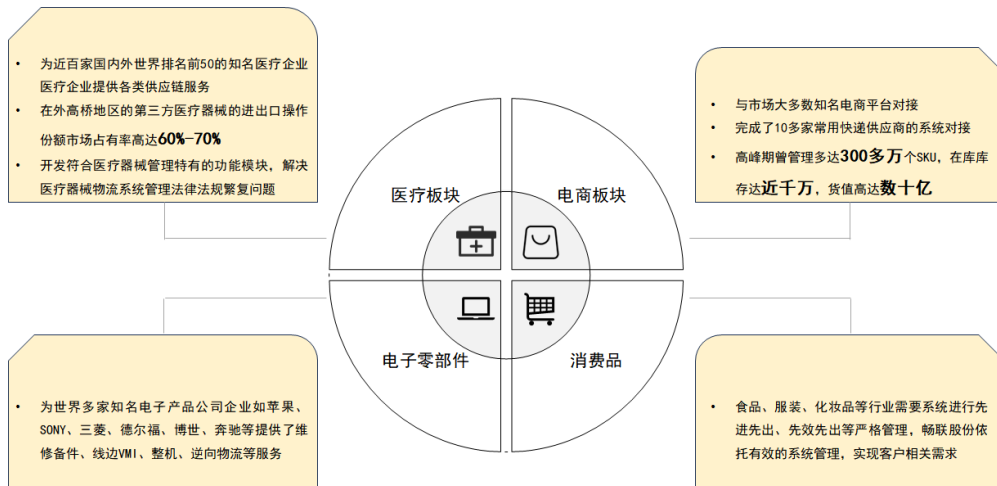 • 为近百家国内外世界排名前50的知名医疗企业
医疗企业提供各类供应链服务
• 在外高桥地区的第三方医疗器械的进出口操作
份额市场占有率高达60%-70%
• 开发符合医疗器械管理特有的功能模块，解决
医疗器械物流系统管理法律法规繁复问题
• 与市场大多数知名电商平台对接
• 完成了10多家常用快递供应商的系统对接
• 高峰期曾管理多达300多万个SKU，在库库
存达近千万，货值高达数十亿
医疗板块
电商板块
电子零部件
消费品
• 为世界多家知名电子产品公司企业如苹果、
SONY、三菱、德尔福、博世、奔驰等提供了维
修备件、线边VMI、整机、逆向物流等服务
• 食品、服装、化妆品等行业需要系统进行先
进先出、先效先出等严格管理，畅联股份依
托有效的系统管理，实现客户相关需求